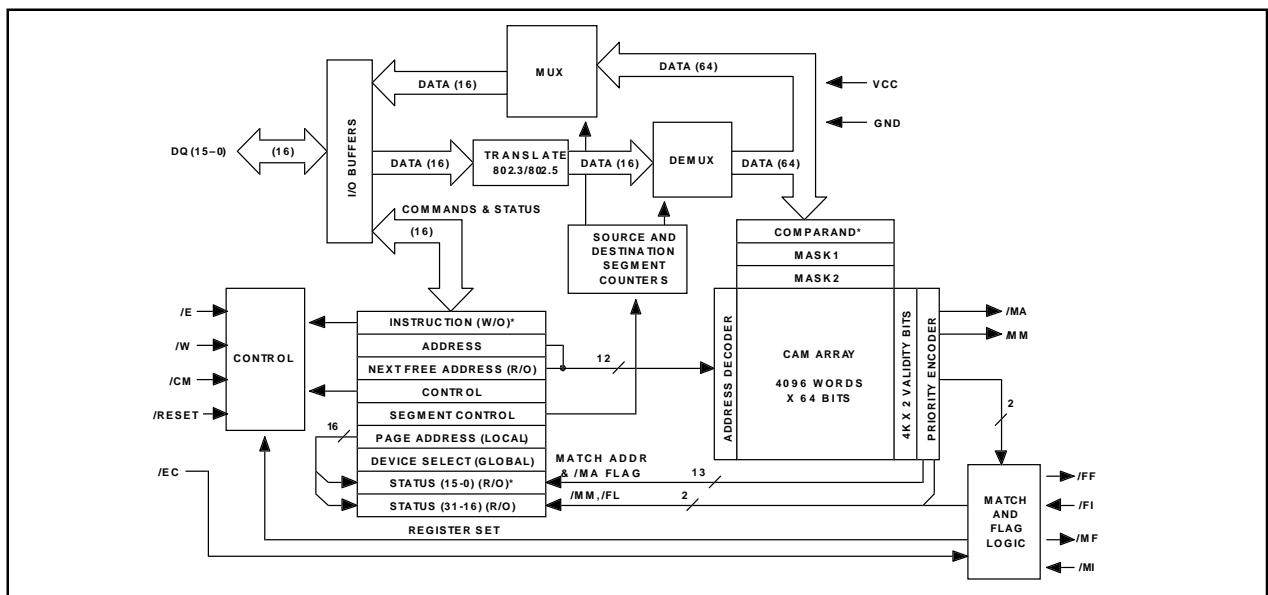 MUX
DATA (64)
DATA (16)
VCC
GND
I/O BUFFERS
DQ (15–0)
(16)
DATA (16)
TRANSLATE
802.3/802.5
DATA (16)
DEMUX
DATA (64)
COMMANDS & STATUS
(16)
SOURCE AND
DESTINATION
SEGMENT
COUNTERS
COMPARAND*
MASK1
MASK2
/E
/W
/CM
/RESET
CONTROL
INSTRUCTION (W/O)*
ADDRESS
NEXT FREE ADDRESS (R/O)
CONTROL
SEGMENT CONTROL
PAGE ADDRESS (LOCAL)
DEVICE SELECT (GLOBAL)
STATUS (15-0) (R/O)*
STATUS (31-16) (R/O)
REGISTER SET
16
12
ADDRESS DECODER
CAM ARRAY
4096 WORDS
X 64 BITS
4K X 2 VALIDITY BITS
PRIORITY ENCODER
/MA
/MM
2
MATCH ADDR
& /MA FLAG
13
/MM, /FL
2
/EC
MATCH
AND
FLAG
LOGIC
/FF
/FI
/MF
/MI